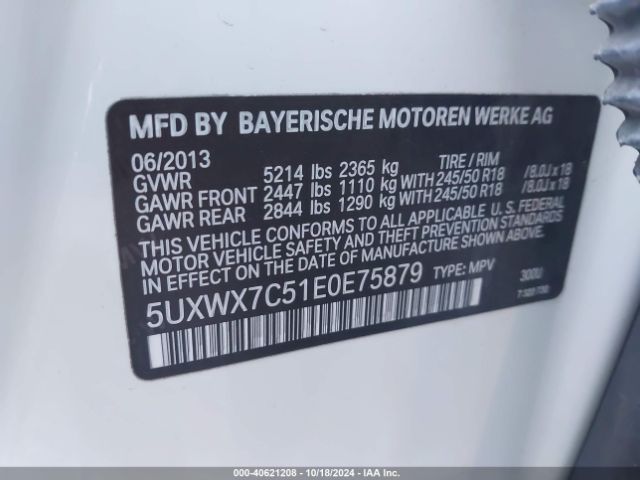 MFD BY BAYERISCHE MOTOREN WERKE AG
06/2013 TIRE / RIM
GVWR 5214 lbs 2365 kg
GAWR FRONT 2447 lbs 1110 kg WITH 245/50 R18 /8.0J x 18
GAWR REAR 2844 lbs 1290 kg WITH 245/50 R18 /8.0J x 18
THIS VEHICLE CONFORMS TO ALL APPLICABLE U.S. FEDERAL
MOTOR VEHICLE SAFETY AND THEFT PREVENTION STANDARDS
IN EFFECT ON THE DATE OF MANUFACTURE SHOWN ABOVE.
5UXWX7C51E0E75879 TYPE: MPV 300U
000-40621208 - 10/18/2024 - IAA Inc.